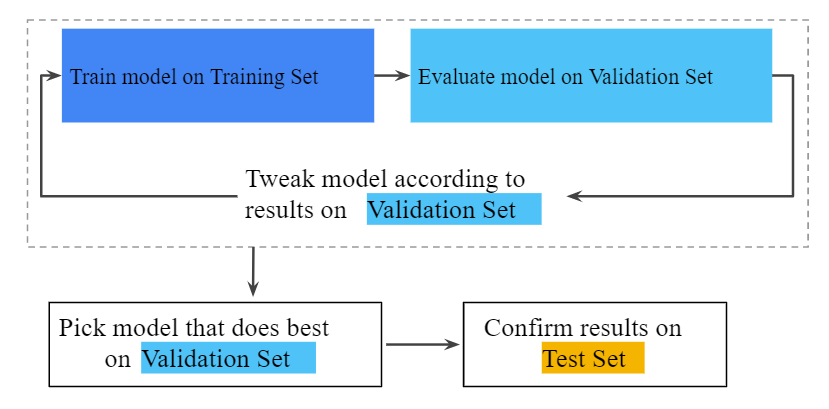 Train model on Training Set
Evaluate model on Validation Set
Tweak model according to
results on Validation Set
Pick model that does best
on Validation Set
Confirm results on
Test Set